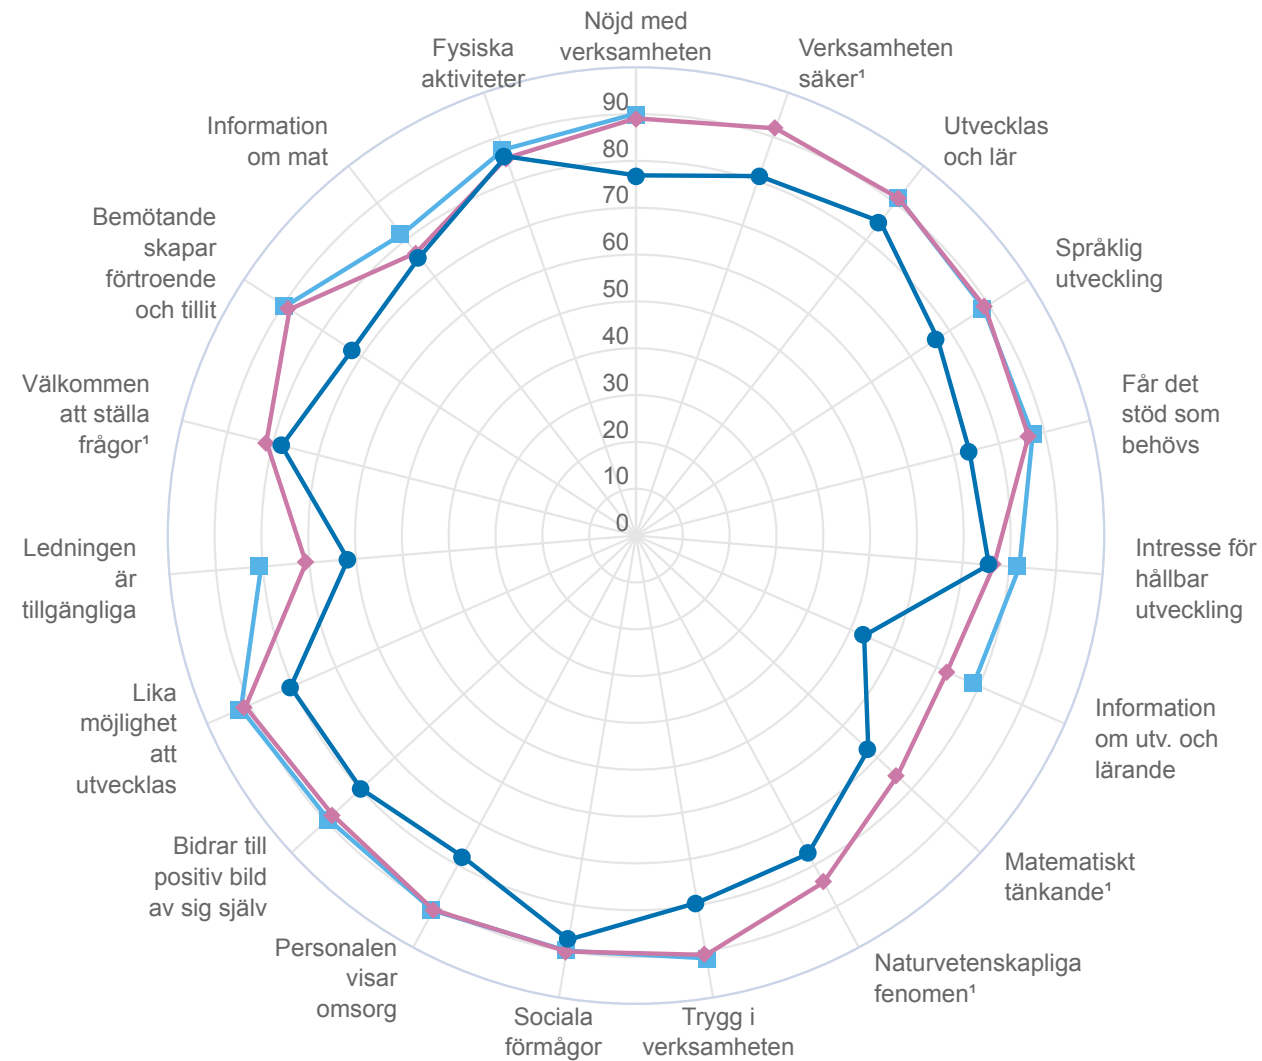 Nöjd med
verksamheten
Verksamheten
säker¹
Utvecklas
och lär
Språklig
utveckling
Får det
stöd som
behövs
Intresse för
hållbar
utveckling
Information
om utv. och
lärande
Matematiskt
tänkande¹
Naturvetenskapliga
fenomen¹
Trygg i
verksamheten
Sociala
förmågor
Personalen
visar
omsorg
Bidrar till
positiv bild
av sig själv
Lika
möjlighet
att
utvecklas
Ledningen
är
tillgängliga
Välkommen
att ställa
frågor¹
Bemötande
skapar
förtroende
och tillit
Information
om mat
Fysiska
aktiviteter
90
80
70
60
50
40
30
20
10
0